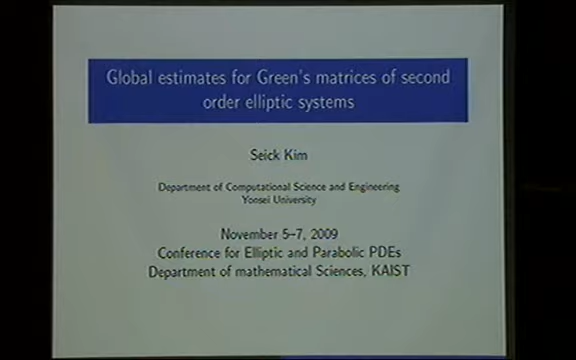 Global estimates for Green's matrices of second
order elliptic systems
Seick Kim
Department of Computational Science and Engineering
Yonsei University
November 5–7, 2009
Conference for Elliptic and Parabolic PDEs
Department of mathematical Sciences, KAIST